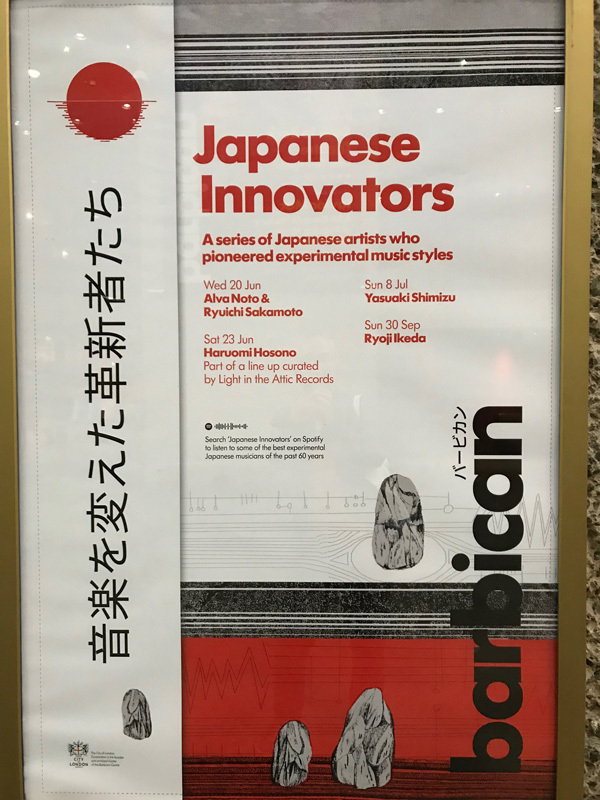 音楽を変えた革新者たち
Japanese
Innovators
A series of Japanese artists who
pioneered experimental music styles
Wed 20 Jun
Alva Noto &
Ryuichi Sakamoto
Sat 23 Jun
Haruomi Hosono
Part of a line up curated
by Light in the Attic Records
Sun 8 Jul
Yasuaki Shimizu
Sun 30 Sep
Ryoji Ikeda
Search 'Japanese Innovators' on Spotify
to listen to some of the best experimental
Japanese musicians of the past 60 years
バービカン
barbican
CITY
LONDON